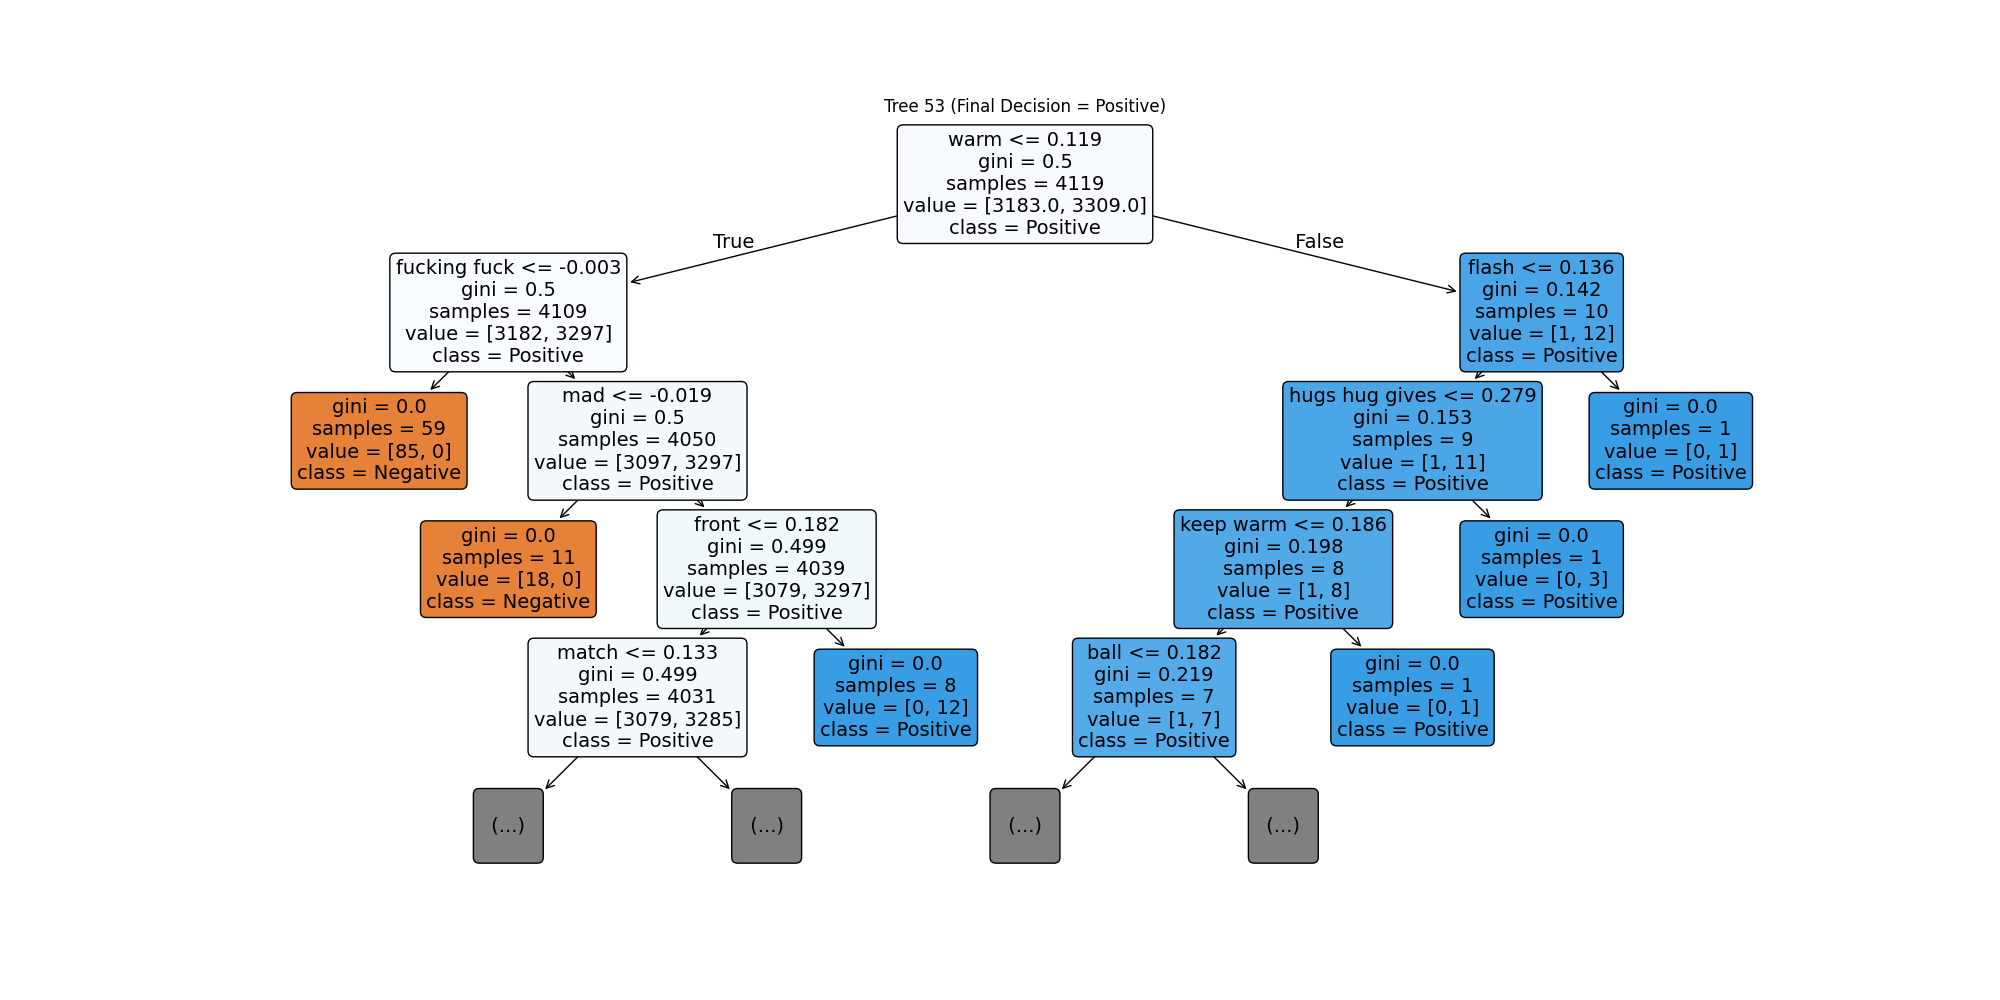 Tree 53 (Final Decision = Positive)
warm <= 0.119
gini = 0.5
samples = 4119
value = [3183.0, 3309.0]
class = Positive
True
False
fucking fuck <= -0.003
gini = 0.5
samples = 4109
value = [3182, 3297]
class = Positive
flash <= 0.136
gini = 0.142
samples = 10
value = [1, 12]
class = Positive
gini = 0.0
samples = 59
value = [85, 0]
class = Negative
mad <= -0.019
gini = 0.5
samples = 4050
value = [3097, 3297]
class = Positive
hugs hug gives <= 0.279
gini = 0.153
samples = 9
value = [1, 11]
class = Positive
gini = 0.0
samples = 1
value = [0, 1]
class = Positive
gini = 0.0
samples = 11
value = [18, 0]
class = Negative
front <= 0.182
gini = 0.499
samples = 4039
value = [3079, 3297]
class = Positive
keep warm <= 0.186
gini = 0.198
samples = 8
value = [1, 8]
class = Positive
gini = 0.0
samples = 1
value = [0, 3]
class = Positive
match <= 0.133
gini = 0.499
samples = 4031
value = [3079, 3285]
class = Positive
gini = 0.0
samples = 8
value = [0, 12]
class = Positive
ball <= 0.182
gini = 0.219
samples = 7
value = [1, 7]
class = Positive
gini = 0.0
samples = 1
value = [0, 1]
class = Positive
(...)
(...)
(...)
(...)